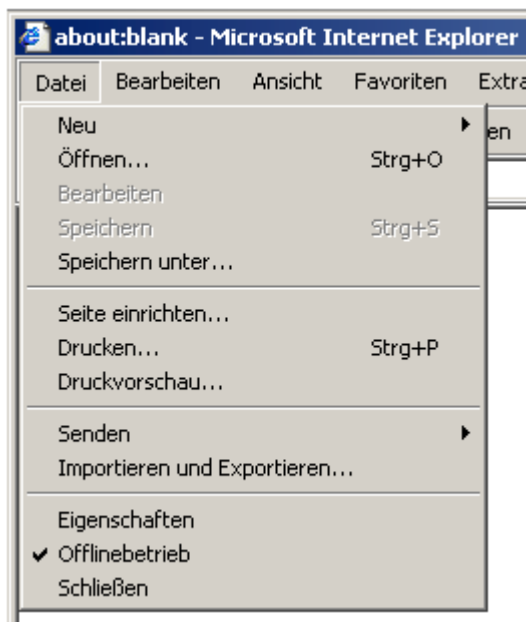 about:blank - Microsoft Internet Explorer
Datei Bearbeiten Ansicht Favoriten Extra
Neu en
Öffnen... Strg+O
Bearbeiten
Speichern Strg+S
Speichern unter...
Seite einrichten...
Drucken... Strg+P
Druckvorschau...
Senden
Importieren und Exportieren...
Eigenschaften
Offlinebetrieb
Schließen